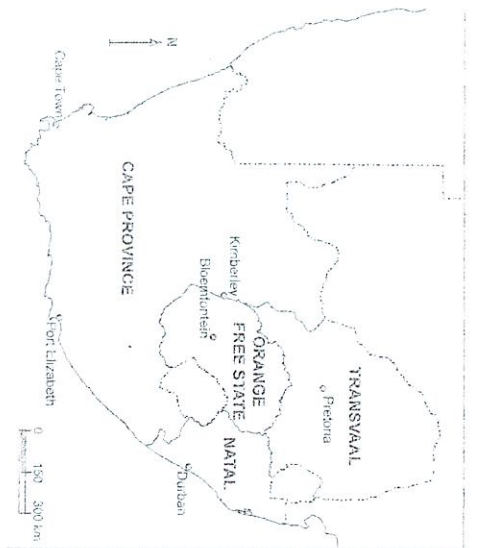 N
Cape Town
CAPE PROVINCE
Kimberley
Bloemfontein
Port Elizabeth
ORANGE
FREE STATE
TRANSVAAL
Pretoria
NATAL
Durban
0 150 300 km